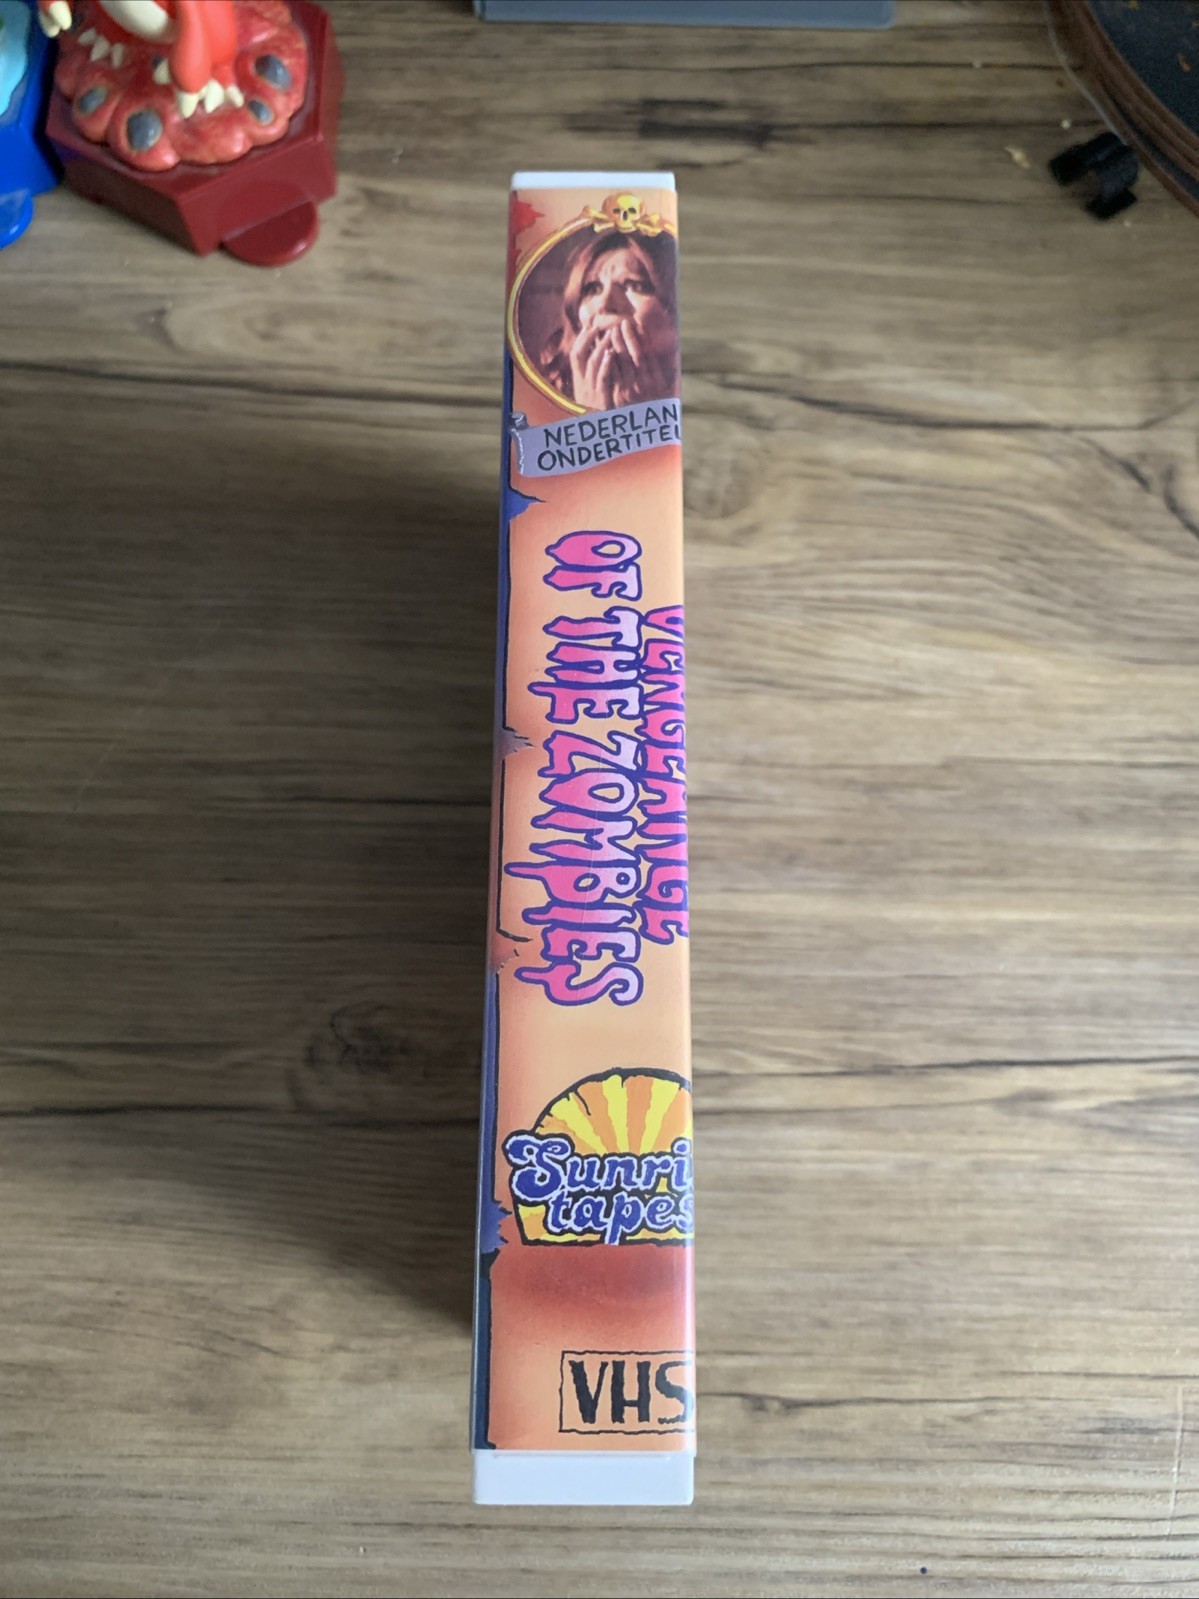 NEDERLAN
ONDERTITEL
VENGEANCE
OF THE ZOMBIES
Sunri
tapes
VHS